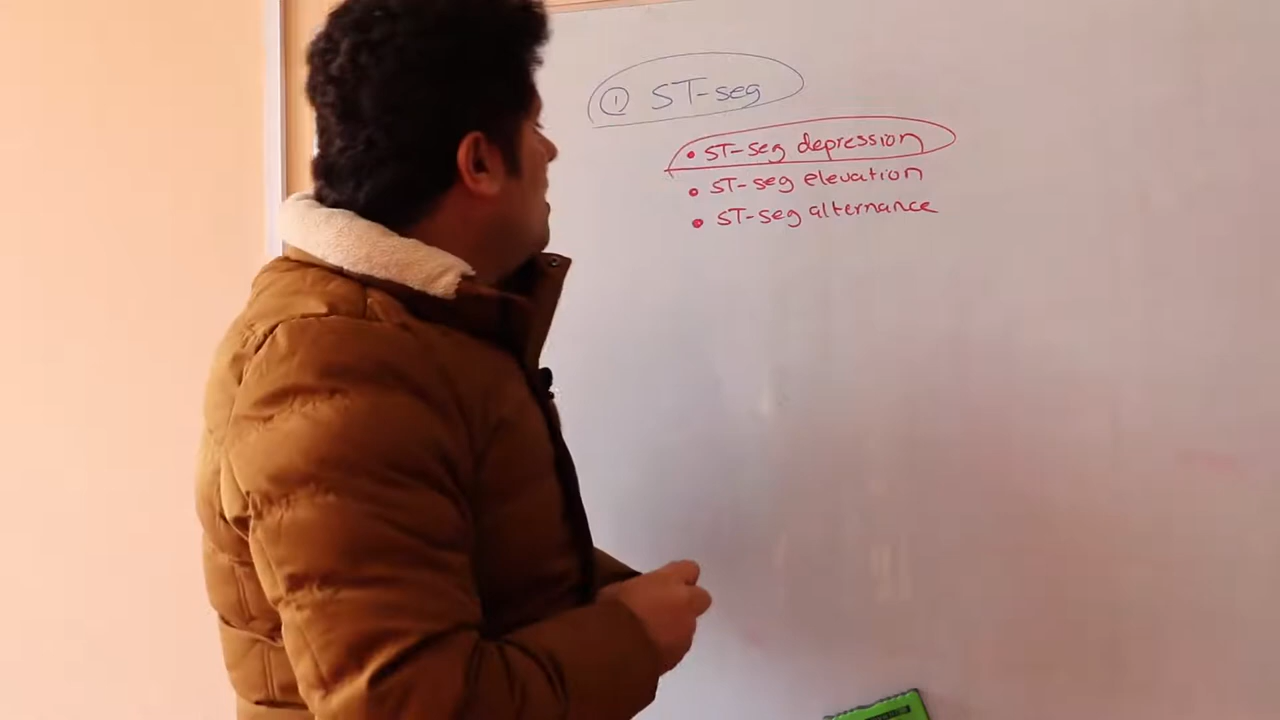 ① ST-seg
• ST-seg depression
• ST-seg elevation
• ST-seg alternance